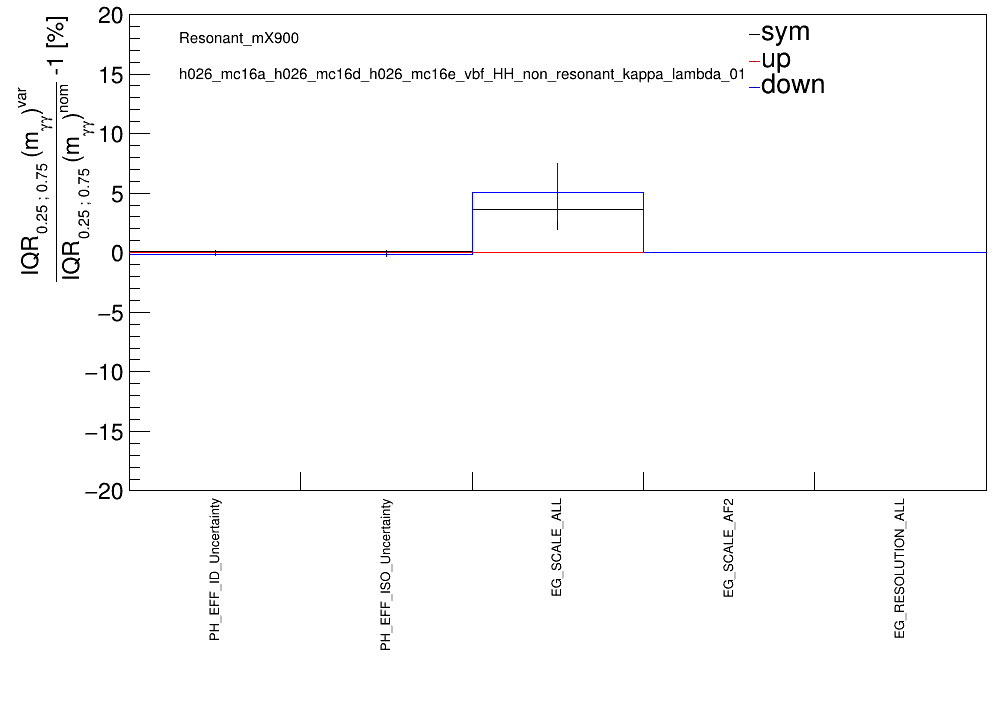 IQR0.25 ; 0.75 (mγγ)var
IQR0.25 ; 0.75 (mγγ)nom -1 [%]
20
15
10
5
0
−5
−10
−15
−20
Resonant_mX900
h026_mc16a_h026_mc16d_h026_mc16e_vbf_HH_non_resonant_kappa_lambda_01
sym
up
down
PH_EFF_ID_Uncertainty
PH_EFF_ISO_Uncertainty
EG_SCALE_ALL
EG_SCALE_AF2
EG_RESOLUTION_ALL